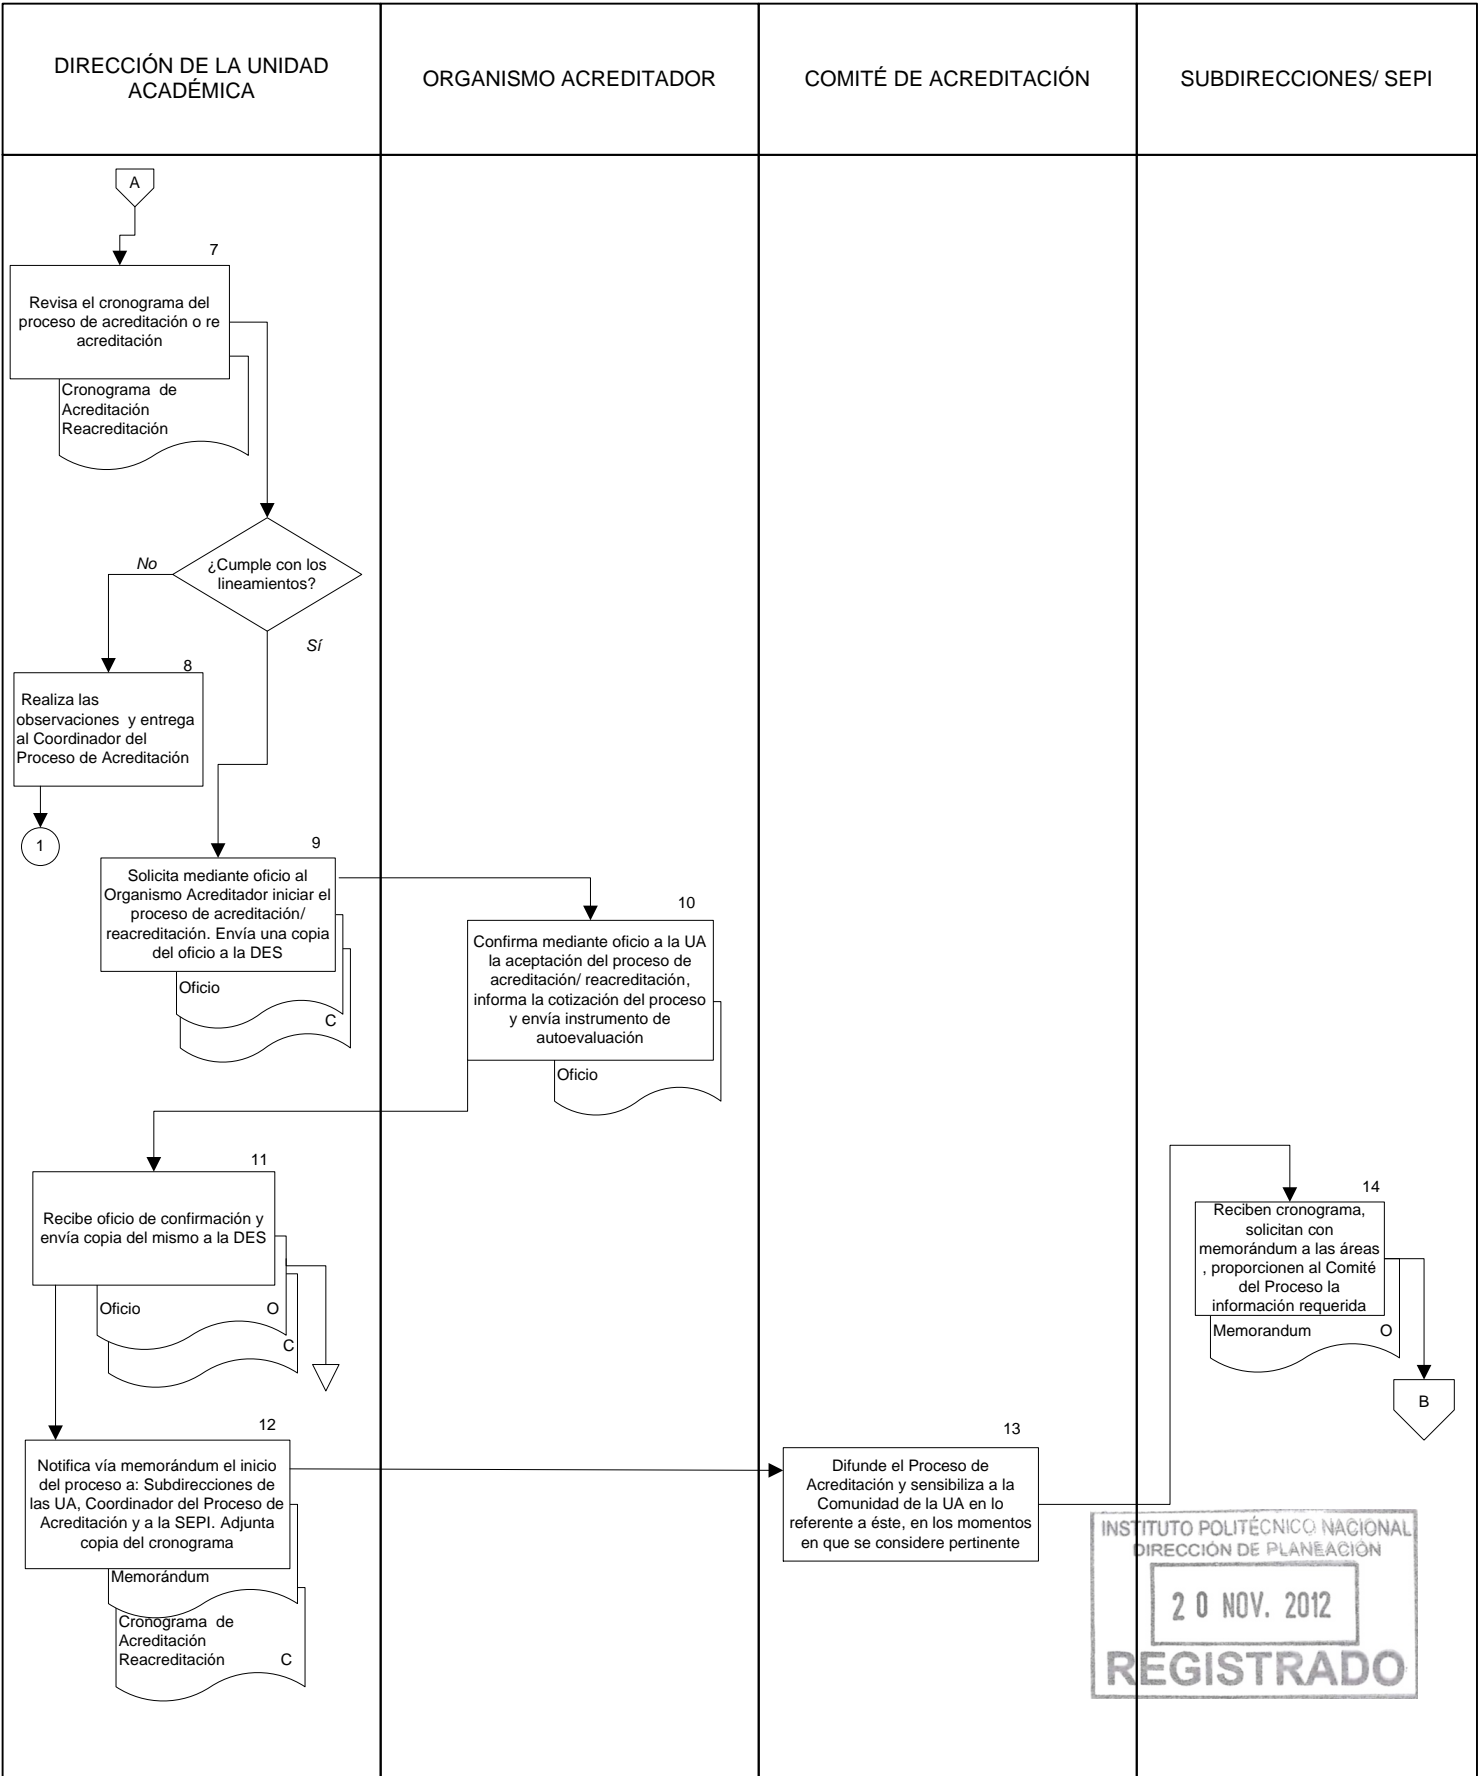 DIRECCIÓN DE LA UNIDAD
ACADÉMICA
ORGANISMO ACREDITADOR
COMITÉ DE ACREDITACIÓN
SUBDIRECCIONES/ SEPI
A
7
Revisa el cronograma del
proceso de acreditación o re
acreditación
Cronograma de
Acreditación
Reacreditación
¿Cumple con los
lineamientos?
No
Sí
8
Realiza las
observaciones y entrega
al Coordinador del
Proceso de Acreditación
1
9
Solicita mediante oficio al
Organismo Acreditador iniciar el
proceso de acreditación/
reacreditación. Envía una copia
del oficio a la DES
Oficio
C
10
Confirma mediante oficio a la UA
la aceptación del proceso de
acreditación/ reacreditación,
informa la cotización del proceso
y envía instrumento de
autoevaluación
Oficio
11
Recibe oficio de confirmación y
envía copia del mismo a la DES
Oficio O
C
12
Notifica vía memorándum el inicio
del proceso a: Subdirecciones de
las UA, Coordinador del Proceso de
Acreditación y a la SEPI. Adjunta
copia del cronograma
Memorándum
Cronograma de
Acreditación
Reacreditación C
13
Difunde el Proceso de
Acreditación y sensibiliza a la
Comunidad de la UA en lo
referente a éste, en los momentos
en que se considere pertinente
14
Reciben cronograma,
solicitan con
memorándum a las áreas
, proporcionen al Comité
del Proceso la
información requerida
Memorandum O
B
INSTITUTO POLITÉCNICO NACIONAL
DIRECCIÓN DE PLANEACIÓN
2 0 NOV. 2012
REGISTRADO